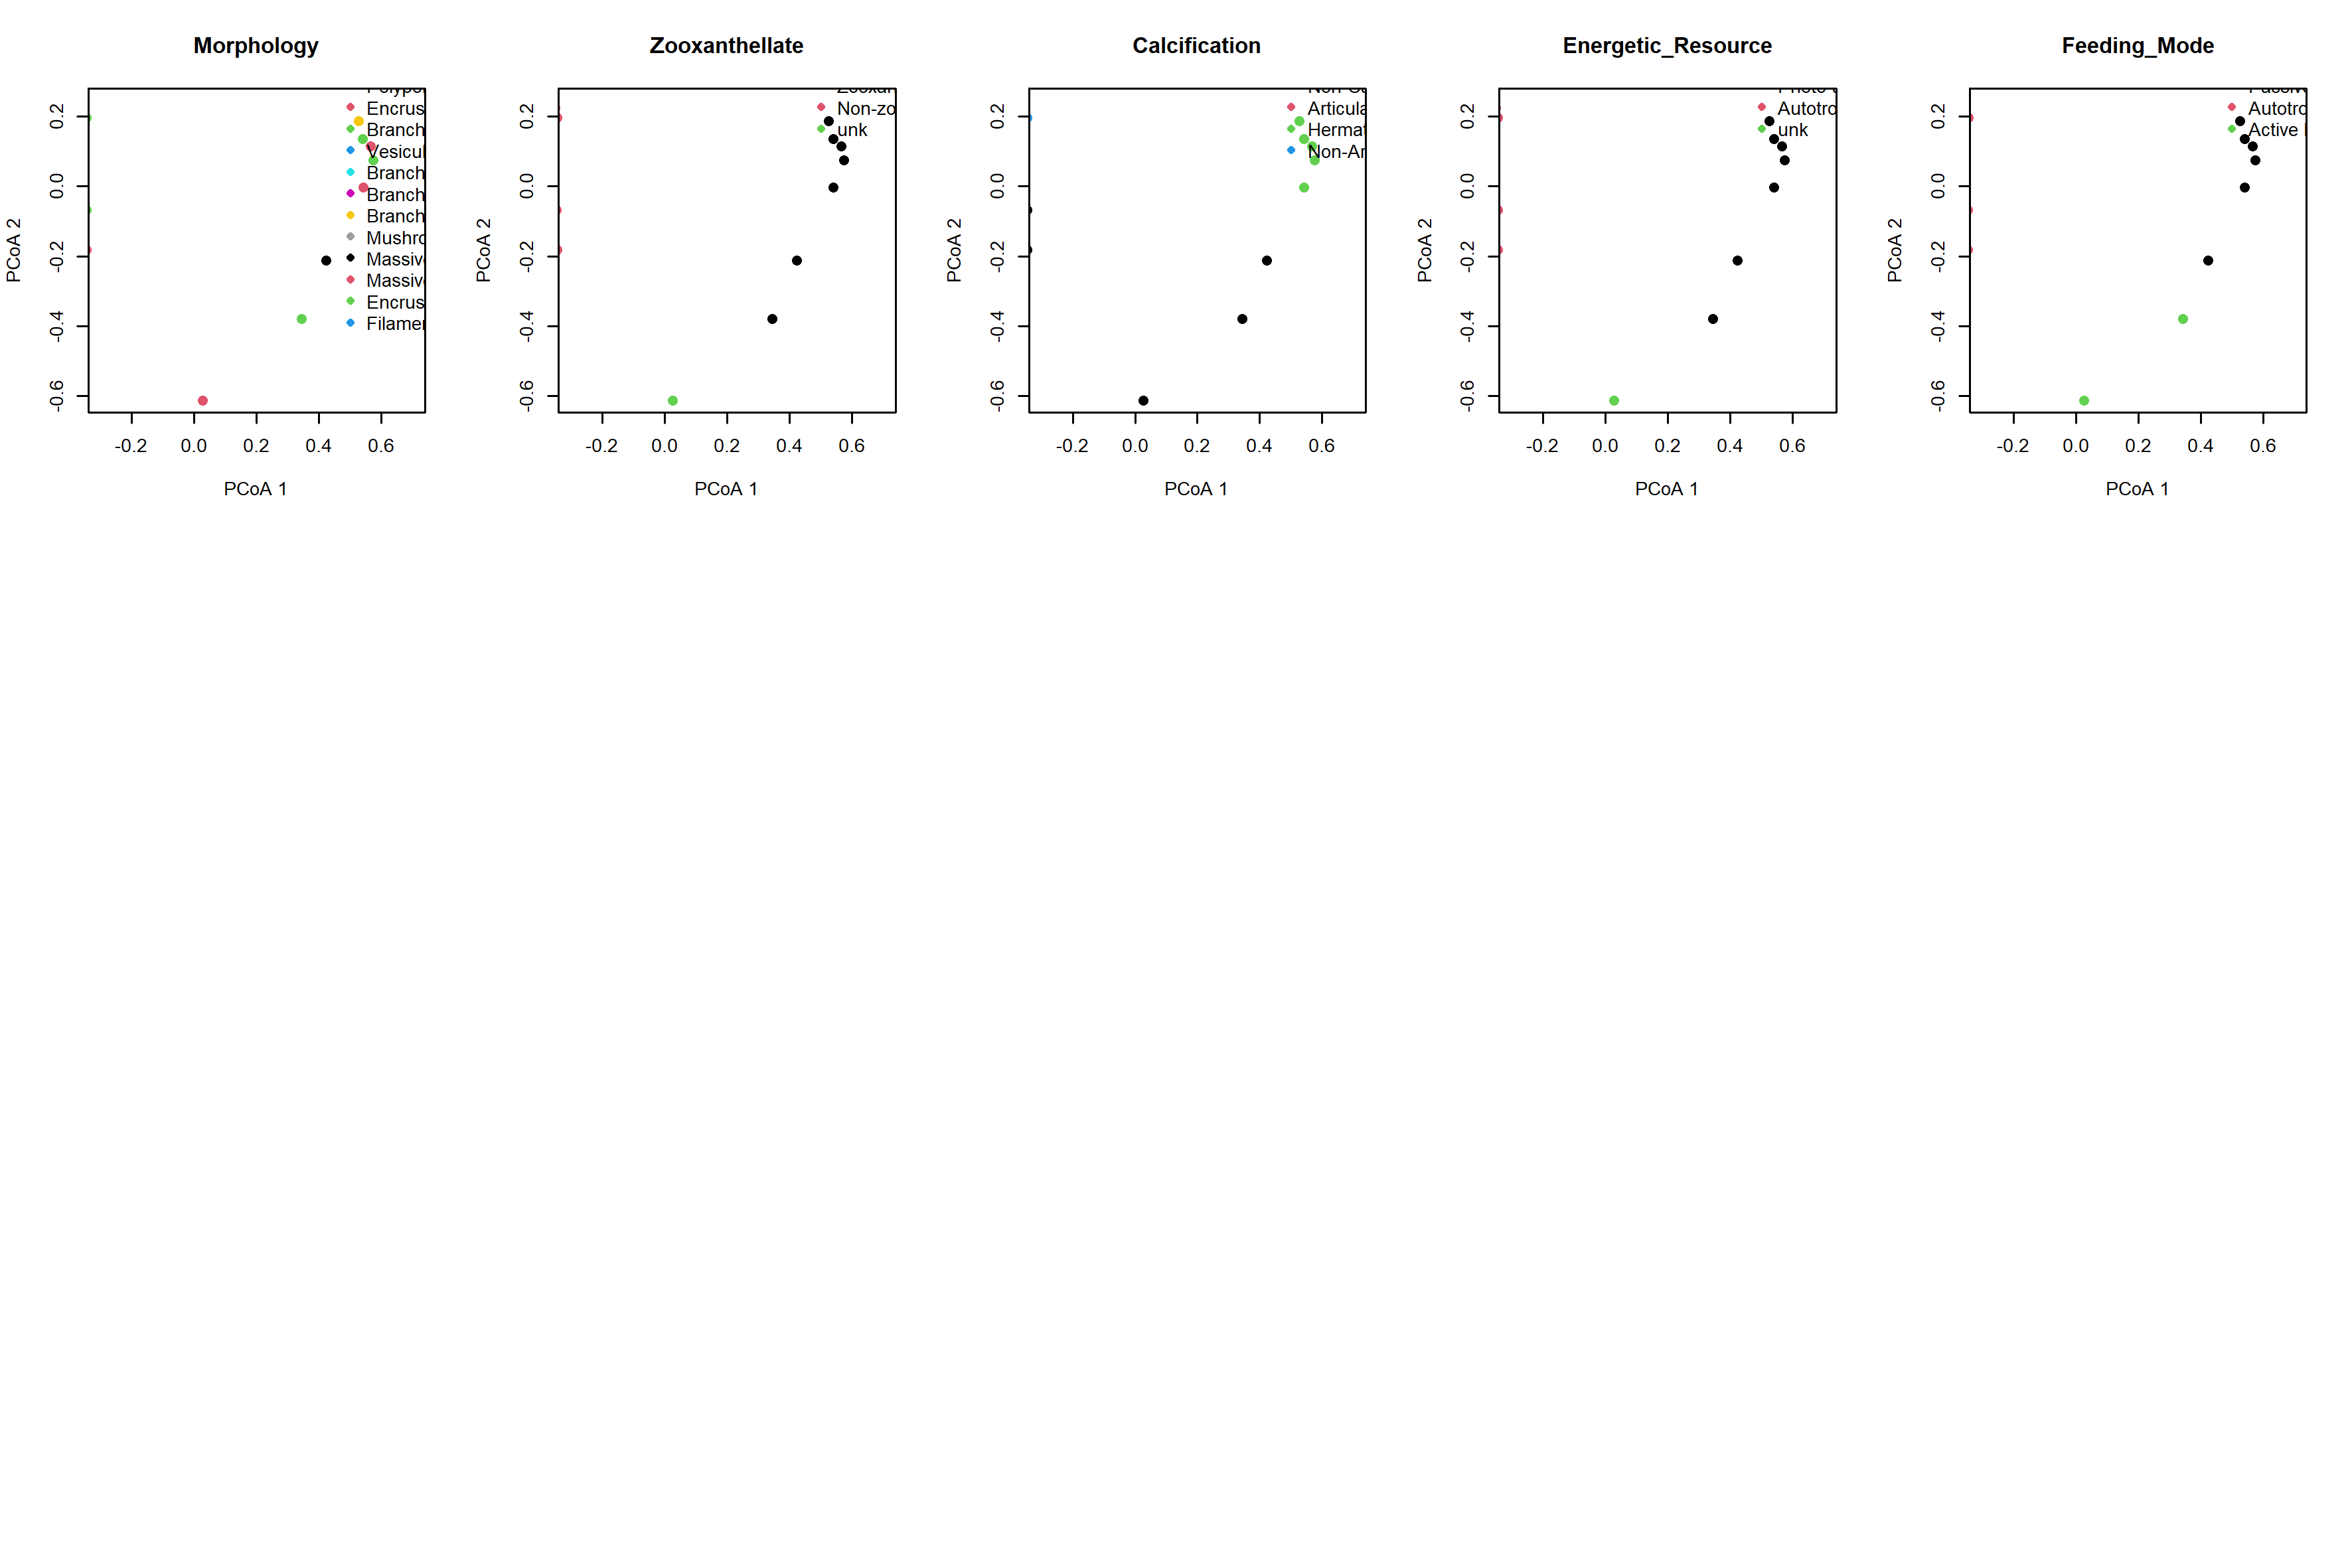 Morphology
Zooxanthellate
Calcification
Energetic_Resource
Feeding_Mode
PCoA 2
0.2
0.0
-0.2
-0.4
-0.6
Encrus
Branch
Vesicul
Branch
Branch
Branch
Mushro
Massiv
Massiv
Encrus
Filamer
-0.2 0.0 0.2 0.4 0.6
PCoA 1
PCoA 2
0.2
0.0
-0.2
-0.4
-0.6
Non-zo
unk
-0.2 0.0 0.2 0.4 0.6
PCoA 1
PCoA 2
0.2
0.0
-0.2
-0.4
-0.6
Articula
Hermat
Non-Ar
-0.2 0.0 0.2 0.4 0.6
PCoA 1
PCoA 2
0.2
0.0
-0.2
-0.4
-0.6
Autotro
unk
-0.2 0.0 0.2 0.4 0.6
PCoA 1
PCoA 2
0.2
0.0
-0.2
-0.4
-0.6
Autotro
Active
-0.2 0.0 0.2 0.4 0.6
PCoA 1